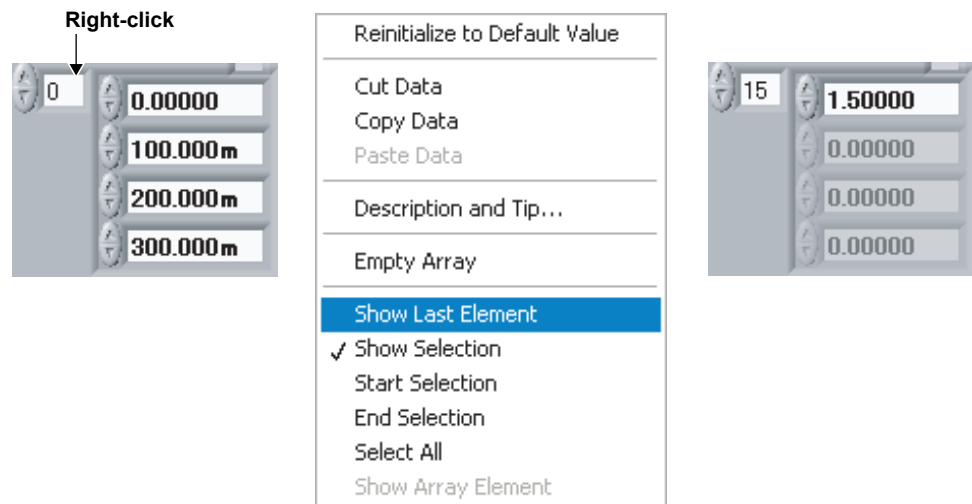 Right-click
0
0.00000
100.000m
200.000m
300.000m
Reinitialize to Default Value
Cut Data
Copy Data
Paste Data
Description and Tip...
Empty Array
Show Last Element
✓ Show Selection
Start Selection
End Selection
Select All
Show Array Element
15
1.50000
0.00000
0.00000
0.00000